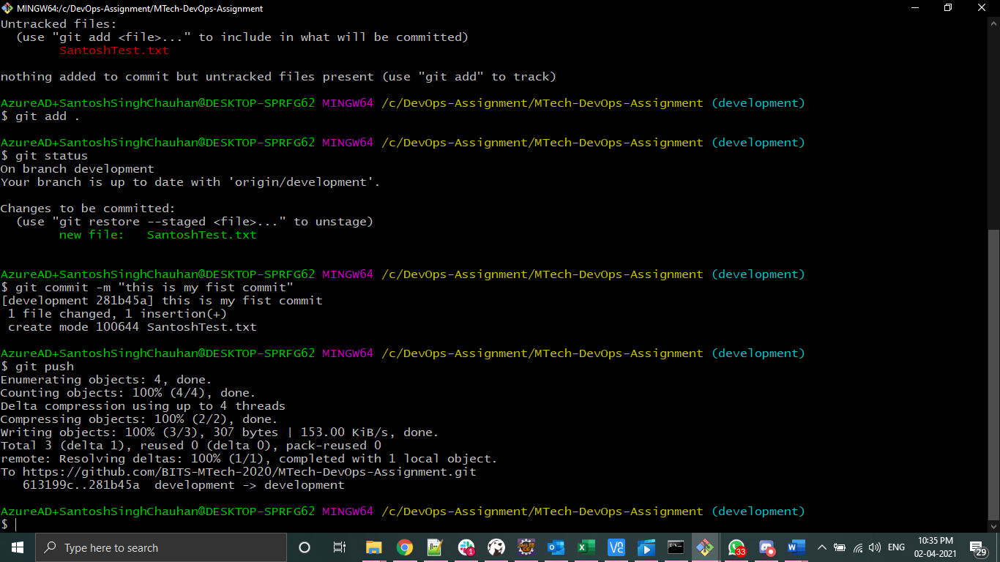 MINGW64:/c/DevOps-Assignment/MTech-DevOps-Assignment
Untracked files:
  (use "git add <file>..." to include in what will be committed)
        SantoshTest.txt
nothing added to commit but untracked files present (use "git add" to track)
AzureAD+SantoshSinghChauhan@DESKTOP-SPRFG62 MINGW64 /c/DevOps-Assignment/MTech-DevOps-Assignment (development)
$ git add .
AzureAD+SantoshSinghChauhan@DESKTOP-SPRFG62 MINGW64 /c/DevOps-Assignment/MTech-DevOps-Assignment (development)
$ git status
On branch development
Your branch is up to date with 'origin/development'.
Changes to be committed:
  (use "git restore --staged <file>..." to unstage)
        new file:   SantoshTest.txt
AzureAD+SantoshSinghChauhan@DESKTOP-SPRFG62 MINGW64 /c/DevOps-Assignment/MTech-DevOps-Assignment (development)
$ git commit -m "this is my fist commit"
[development 281b45a] this is my fist commit
 1 file changed, 1 insertion(+)
 create mode 100644 SantoshTest.txt
AzureAD+SantoshSinghChauhan@DESKTOP-SPRFG62 MINGW64 /c/DevOps-Assignment/MTech-DevOps-Assignment (development)
$ git push
Enumerating objects: 4, done.
Counting objects: 100% (4/4), done.
Delta compression using up to 4 threads
Compressing objects: 100% (2/2), done.
Writing objects: 100% (3/3), 307 bytes | 153.00 KiB/s, done.
Total 3 (delta 1), reused 0 (delta 0), pack-reused 0
remote: Resolving deltas: 100% (1/1), completed with 1 local object.
To https://github.com/BITS-MTech-2020/MTech-DevOps-Assignment.git
   613199c..281b45a  development -> development
AzureAD+SantoshSinghChauhan@DESKTOP-SPRFG62 MINGW64 /c/DevOps-Assignment/MTech-DevOps-Assignment (development)
$
Type here to search
1
33
ENG
10:35 PM
02-04-2021
29